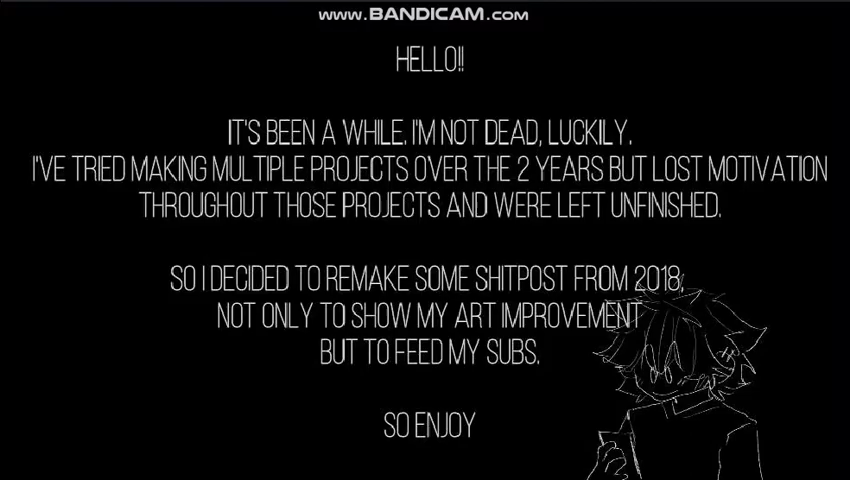 www.BANDICAM.com
HELLO!!
IT'S BEEN A WHILE. I'M NOT DEAD, LUCKILY.
I'VE TRIED MAKING MULTIPLE PROJECTS OVER THE 2 YEARS BUT LOST MOTIVATION
THROUGHOUT THOSE PROJECTS AND WERE LEFT UNFINISHED.
SO I DECIDED TO REMAKE SOME SHITPOST FROM 2018,
NOT ONLY TO SHOW MY ART IMPROVEMENT
BUT TO FEED MY SUBS.
SO ENJOY